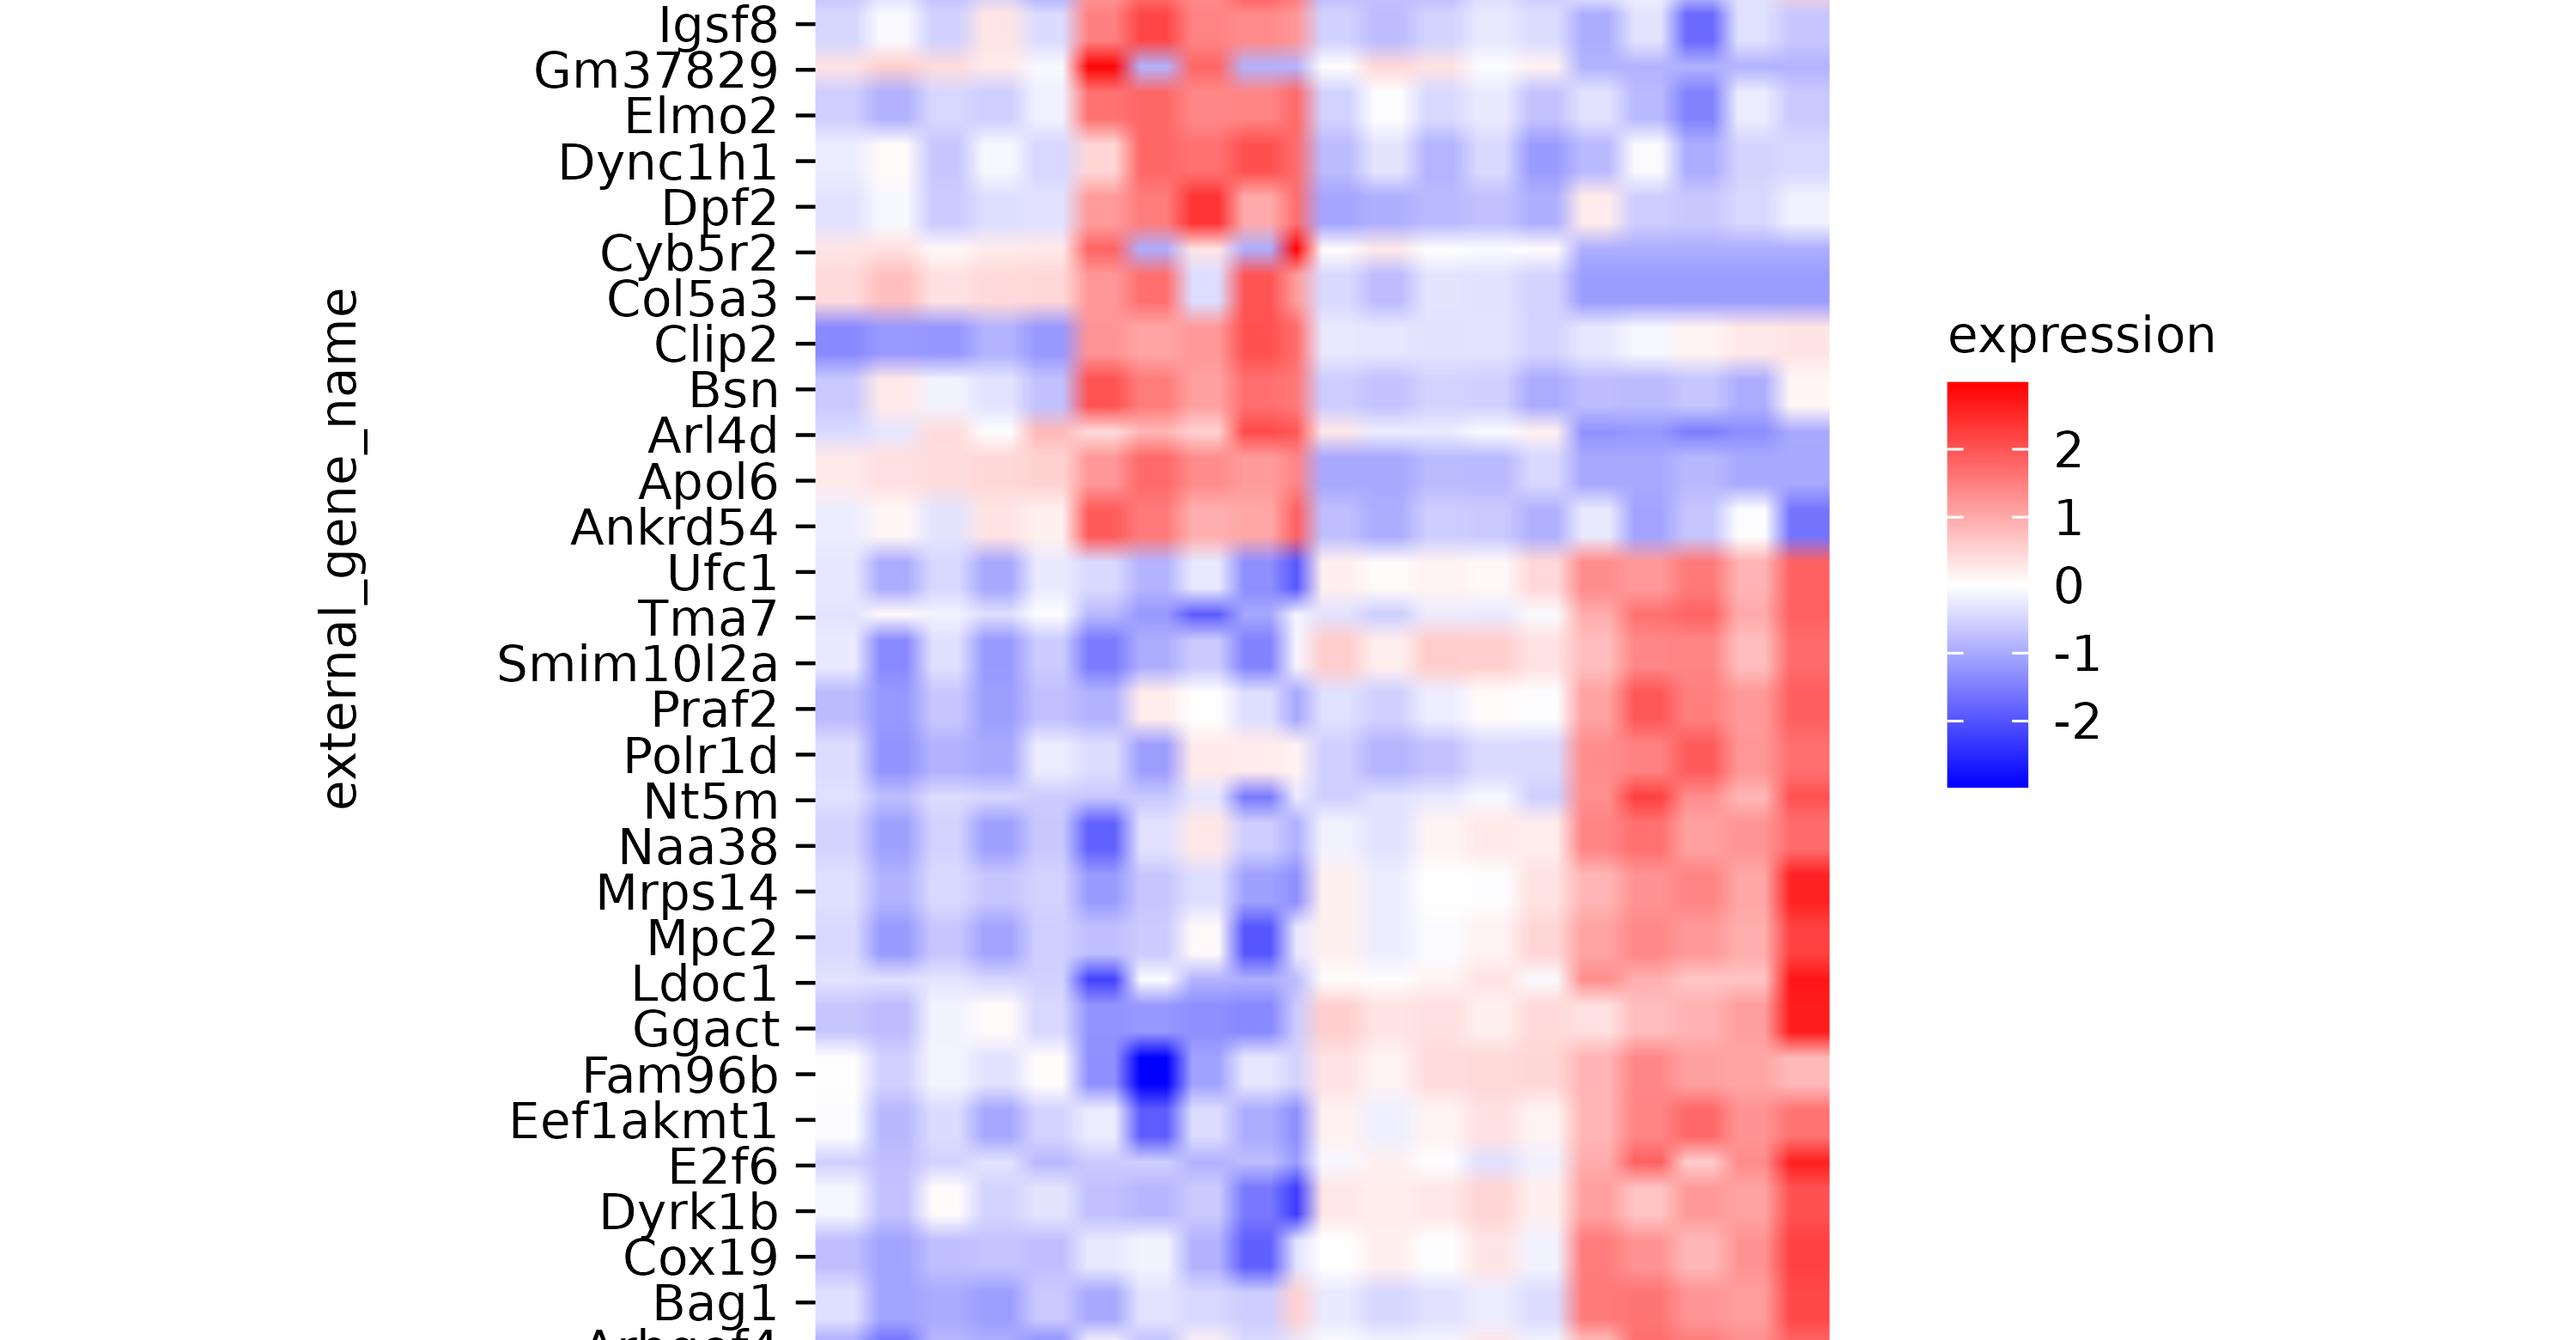 Igsf8
Gm37829
Elmo2
Dync1h1
Dpf2
Cyb5r2
Col5a3
Clip2
Bsn
Arl4d
Apol6
Ankrd54
Ufc1
Tma7
Smim10l2a
Praf2
Polr1d
Nt5m
Naa38
Mrps14
Mpc2
Ldoc1
Ggact
Fam96b
Eef1akmt1
E2f6
Dyrk1b
Cox19
Bag1
external_gene_name
expression
2
1
0
-1
-2